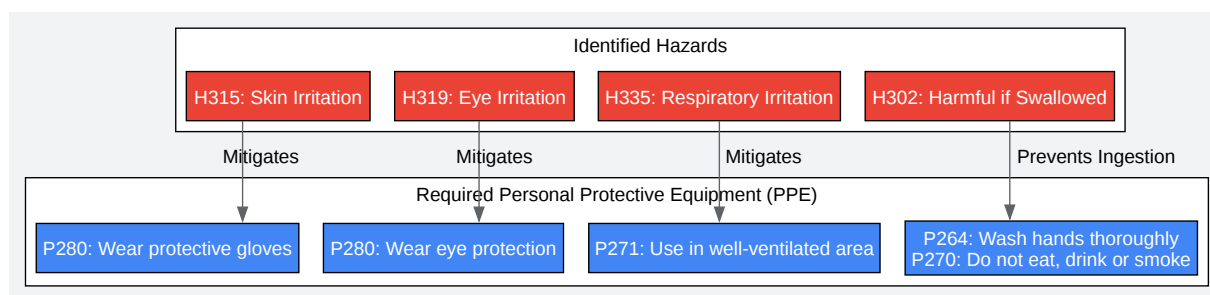 Identified Hazards
H315: Skin Irritation
H319: Eye Irritation
H335: Respiratory Irritation
H302: Harmful if Swallowed
Mitigates
Mitigates
Mitigates
Prevents Ingestion
Required Personal Protective Equipment (PPE)
P280: Wear protective gloves
P280: Wear eye protection
P271: Use in well-ventilated area
P264: Wash hands thoroughly
P270: Do not eat, drink or smoke